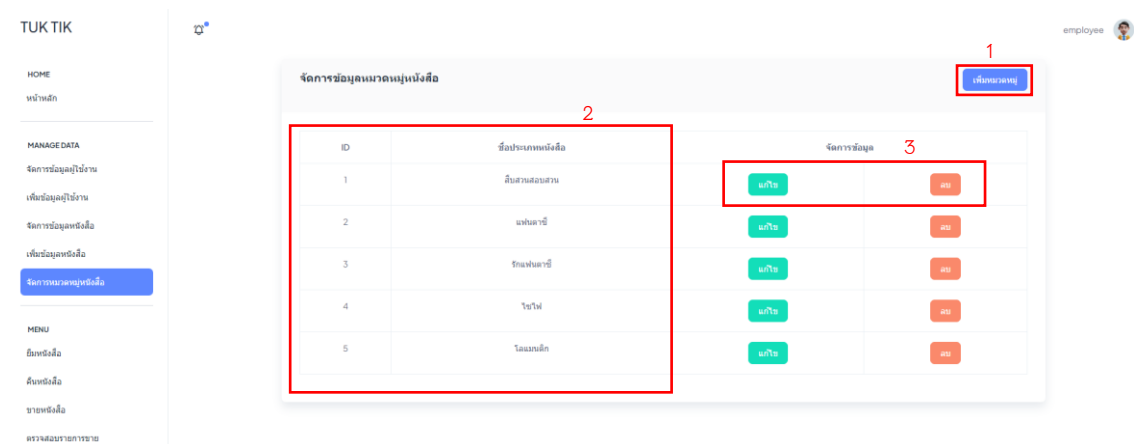 TUK TIK
employee
HOME
หน้าหลัก
MANAGE DATA
จัดการข้อมูลผู้ใช้งาน
เพิ่มข้อมูลผู้ใช้งาน
จัดการข้อมูลหนังสือ
เพิ่มข้อมูลหนังสือ
จัดการหมวดหมู่หนังสือ
MENU
ยืมหนังสือ
คืนหนังสือ
ขายหนังสือ
ตรวจสอบรายการขาย
1
จัดการข้อมูลหมวดหมู่หนังสือ
เพิ่มหมวดหมู่
2
ID ชื่อประเภทหนังสือ จัดการข้อมูล 3
1 สืบสวนสอบสวน แก้ไข ลบ
2 แฟนตาซี แก้ไข ลบ
3 รักแฟนตาซี แก้ไข ลบ
4 ไซไฟ แก้ไข ลบ
5 โลแมนติก แก้ไข ลบ